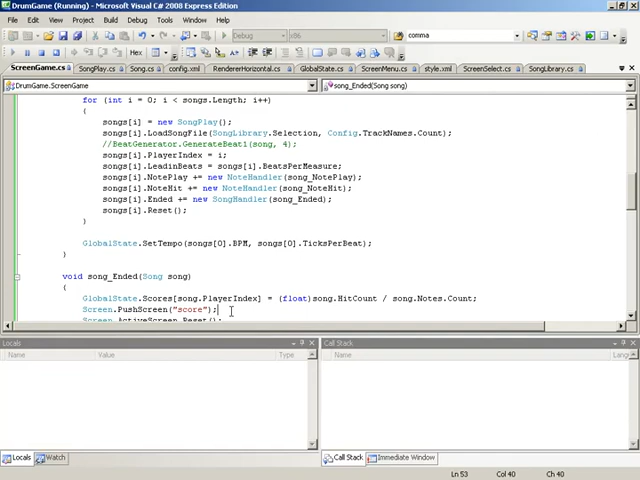 DrumGame (Running) - Microsoft Visual C# 2008 Express Edition
File Edit View Project Build Debug Tools Window Help
Hex Debug x86 comma
ScreenGame.cs SongPlay.cs Song.cs config.xml RendererHorizontal.cs GlobalState.cs ScreenMenu.cs style.xml ScreenSelect.cs SongLibrary.cs
DrumGame.ScreenGame song_Ended(Song song)
for (int i = 0; i < songs.Length; i++)
{
songs[i] = new SongPlay();
songs[i].LoadSongFile(SongLibrary.Selection, Config.TrackNames.Count);
//BeatGenerator.GenerateBeat1(song, 4);
songs[i].PlayerIndex = i;
songs[i].LeadinBeats = songs[i].BeatsPerMeasure;
songs[i].NotePlay += new NoteHandler(song_NotePlay);
songs[i].NoteHit += new NoteHandler(song_NoteHit);
songs[i].Ended += new SongHandler(song_Ended);
songs[i].Reset();
}
GlobalState.SetTempo(songs[0].BPM, songs[0].TicksPerBeat);
}
void song_Ended(Song song)
{
GlobalState.Scores[song.PlayerIndex] = (float)song.HitCount / song.Notes.Count;
Screen.PushScreen("score");
Screen.ActiveScreen.Reset();
Locals Call Stack
Name Value Type Name
Locals Watch Call Stack Immediate Window
Ln 53 Col 40 Ch 40